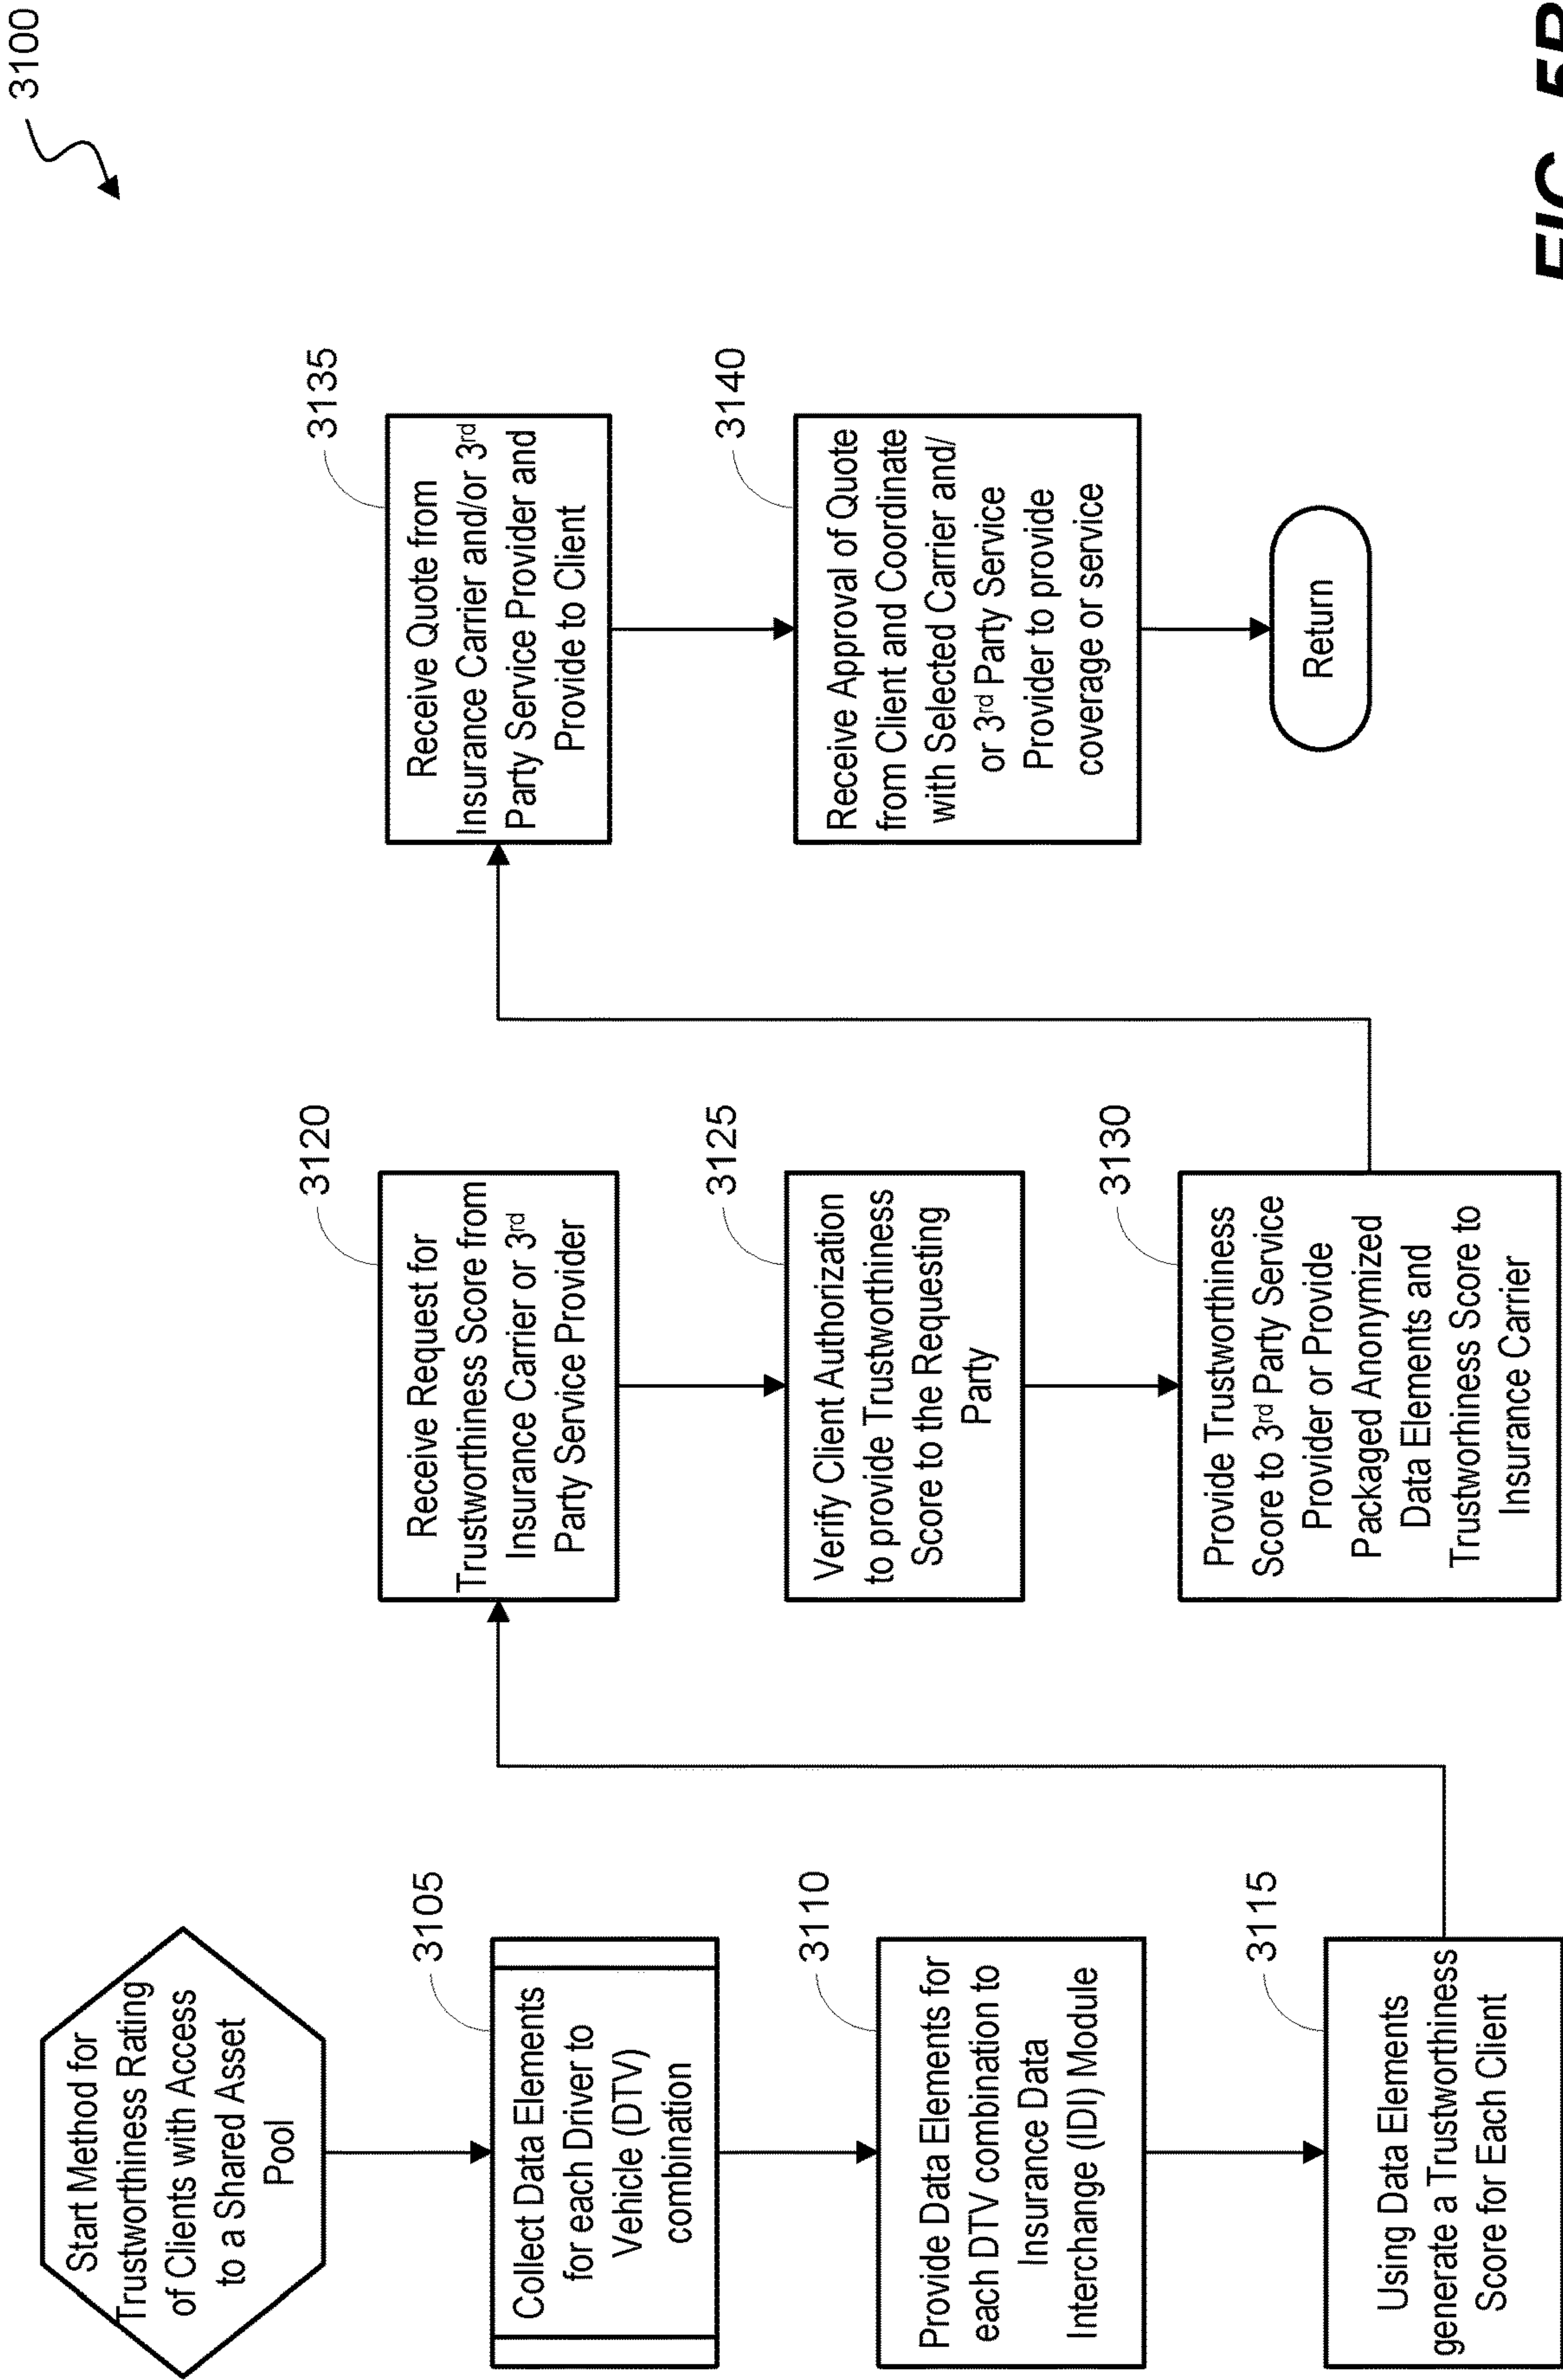 3100
Start Method for
Trustworthiness Rating
of Clients with Access
to a Shared Asset
Pool
3105
Collect Data Elements
for each Driver to
Vehicle (DTV)
combination
3110
Provide Data Elements for
each DTV combination to
Insurance Data
Interchange (IDI) Module
3115
Using Data Elements
generate a Trustworthiness
Score for Each Client
3120
Receive Request for
Trustworthiness Score from
Insurance Carrier or 3rd
Party Service Provider
3125
Verify Client Authorization
to provide Trustworthiness
Score to the Requesting
Party
3130
Provide Trustworthiness
Score to 3rd Party Service
Provider or Provide
Packaged Anonymized
Data Elements and
Trustworhiness Score to
Insurance Carrier
3135
Receive Quote from
Insurance Carrier and/or 3rd
Party Service Provider and
Provide to Client
3140
Receive Approval of Quote
from Client and Coordinate
with Selected Carrier and/
or 3rd Party Service
Provider to provide
coverage or service
Return
FIG.